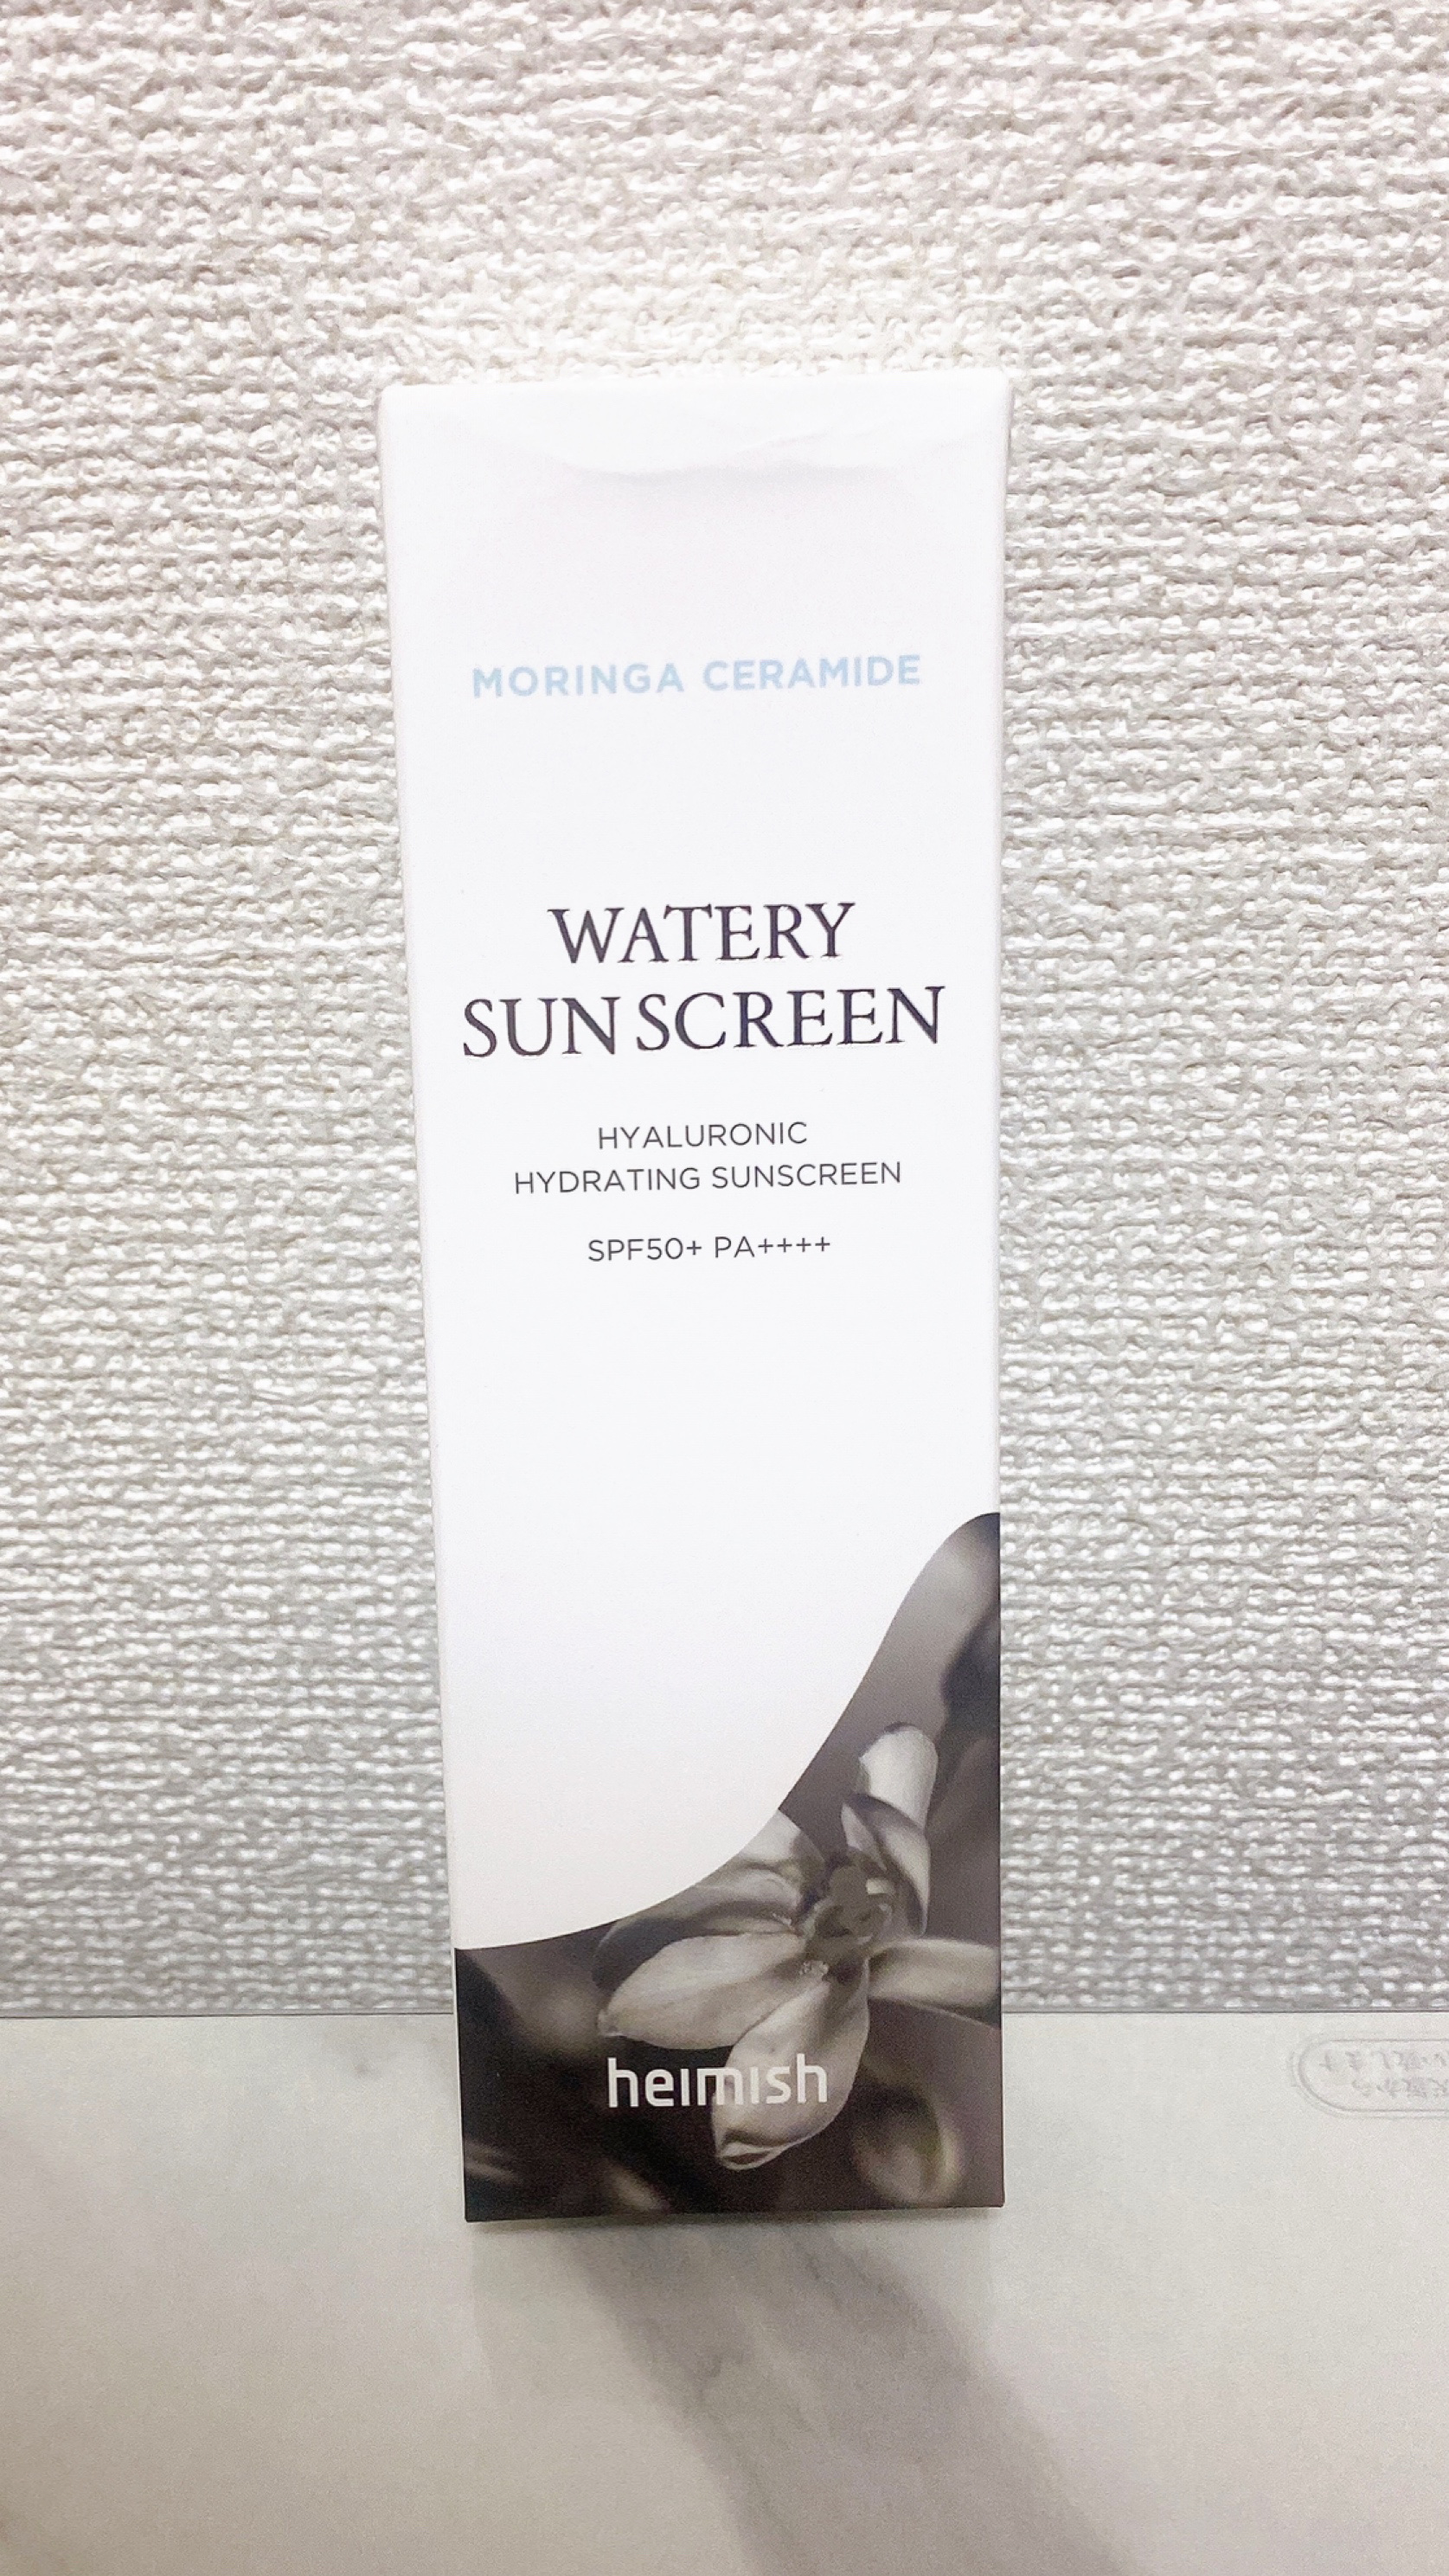 MORINGA CERAMIDE
WATERY
SUN SCREEN
HYALURONIC
HYDRATING SUNSCREEN
SPF50+ PA++++
heimish